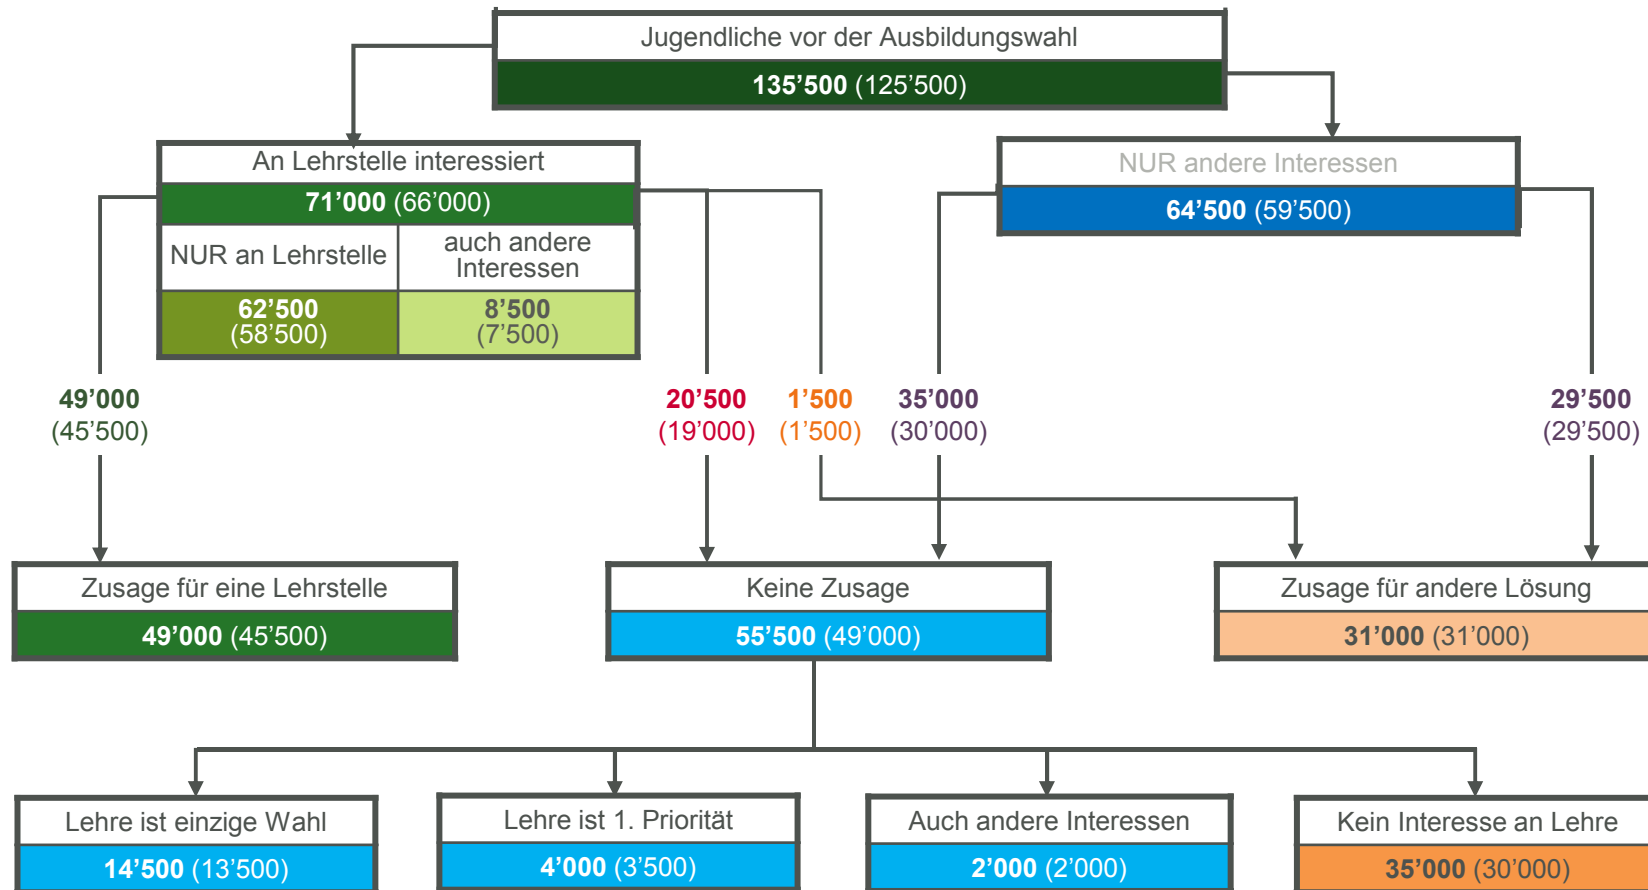 Jugendliche vor der Ausbildungswahl
135'500 (125'500)
An Lehrstelle interessiert
71’000 (66’000)
NUR an Lehrstelle
auch andere
Interessen
62’500
(58’500)
8’500
(7’500)
NUR andere Interessen
64’500 (59’500)
49’000
(45’500)
20’500
(19’000)
1’500
(1’500)
35’000
(30’000)
29’500
(29’500)
Zusage für eine Lehrstelle
49’000 (45’500)
Keine Zusage
55’500 (49’000)
Zusage für andere Lösung
31’000 (31’000)
Lehre ist einzige Wahl
14’500 (13’500)
Lehre ist 1. Priorität
4’000 (3’500)
Auch andere Interessen
2’000 (2’000)
Kein Interesse an Lehre
35’000 (30’000)